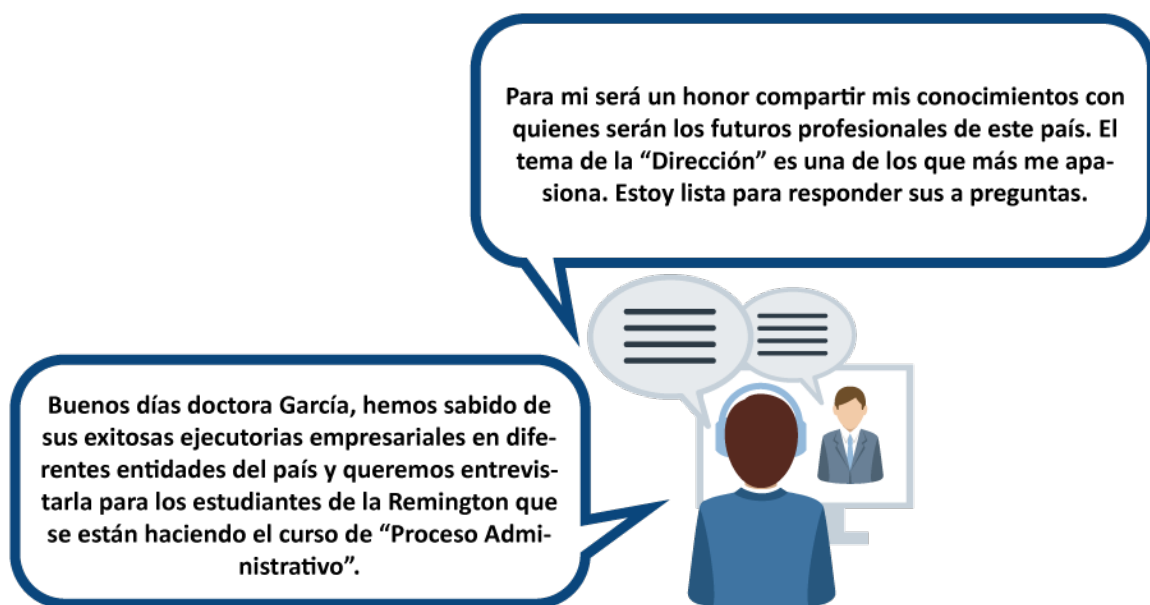 Para mi será un honor compartir mis conocimientos con
quienes serán los futuros profesionales de este país. El
tema de la “Dirección” es una de los que más me apa-
siona. Estoy lista para responder sus a preguntas.
Buenos días doctora García, hemos sabido de
sus exitosas ejecutorias empresariales en dife-
rentes entidades del país y queremos entrevis-
tarla para los estudiantes de la Remington que
se están haciendo el curso de “Proceso Admi-
nistrativo”.